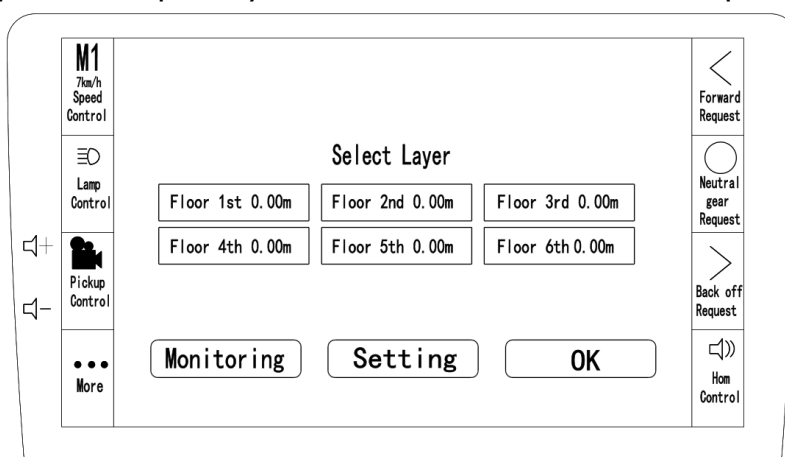 M1
7km/h
Speed
Control
Lamp
Control
Pickup
Control
More
Select Layer
Floor 1st 0.00m
Floor 2nd 0.00m
Floor 3rd 0.00m
Floor 4th 0.00m
Floor 5th 0.00m
Floor 6th 0.00m
Monitoring
Setting
OK
Forward
Request
Neutral
gear
Request
Back off
Request
Hom
Control